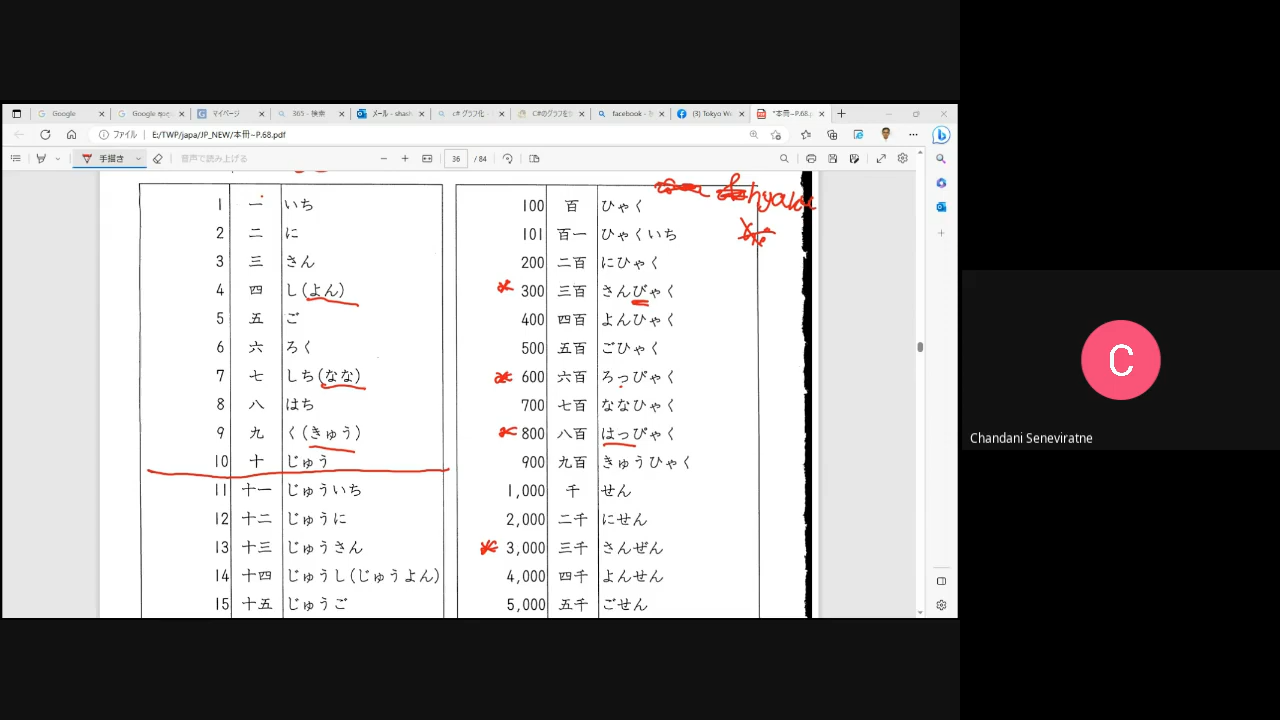 Google
Google
マイページ
365 - 検索
メール - shash
C#のグラフを
facebook - T
(3) Tokyo W
*本冊~P.68.pdf
ファイル E:/TWP/japa/JP_NEW/本冊~P.68.pdf
手描き 音声で読み上げる 36 / 84
hyaku
1 一 いち
2 二 に
3 三 さん
4 四 し(よん)
5 五 ご
6 六 ろく
7 七 しち(なな)
8 八 はち
9 九 く(きゅう)
10 十 じゅう
11 十一 じゅういち
12 十二 じゅうに
13 十三 じゅうさん
14 十四 じゅうし(じゅうよん)
15 十五 じゅうご
100 百 ひゃく
101 百一 ひゃくいち
200 二百 にひゃく
300 三百 さんびゃく
400 四百 よんひゃく
500 五百 ごひゃく
600 六百 ろっぴゃく
700 七百 ななひゃく
800 八百 はっぴゃく
900 九百 きゅうひゃく
1,000 千 せん
2,000 二千 にせん
3,000 三千 さんぜん
4,000 四千 よんせん
5,000 五千 ごせん
C
Chandani Seneviratne